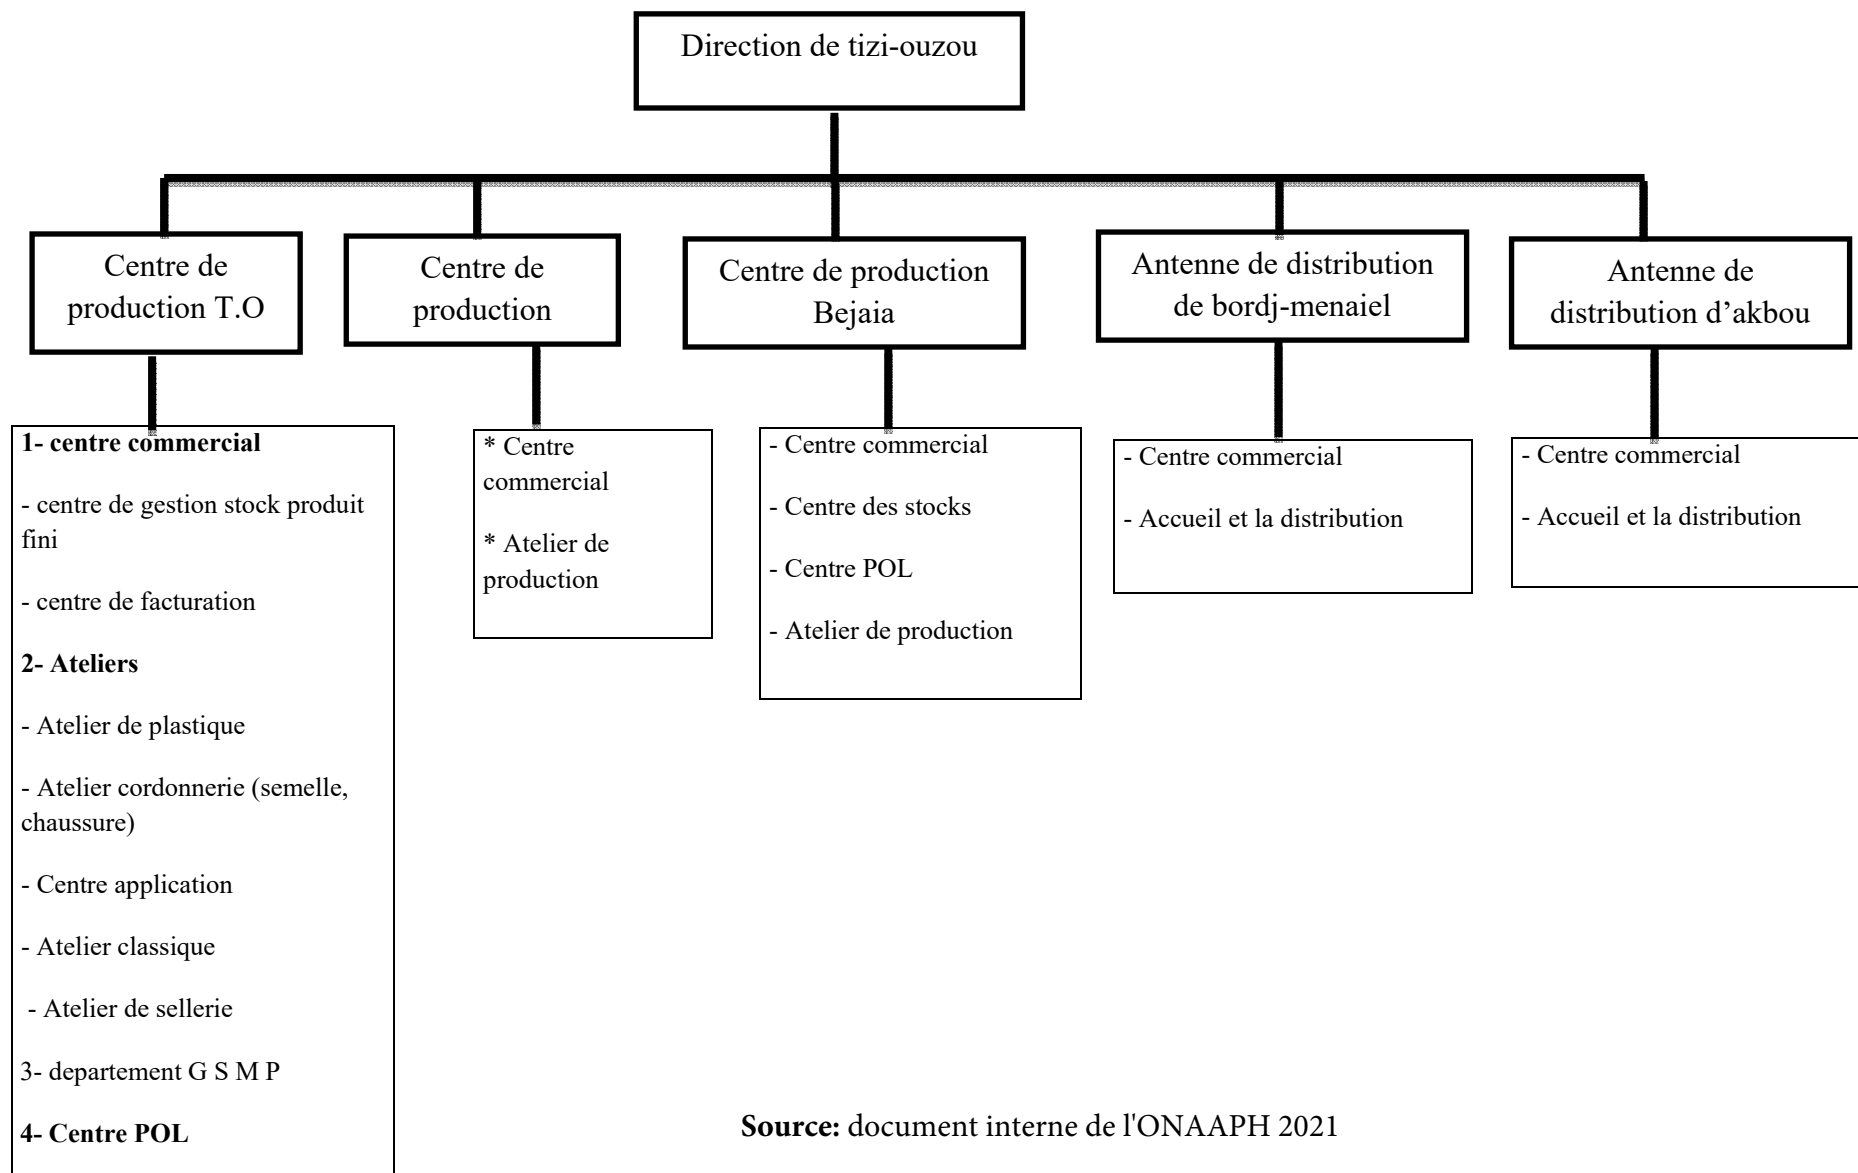 Direction de tizi-ouzou
Centre de
production T.O
Centre de
production
Centre de production
Bejaia
Antenne de distribution
de bordj-menaiel
Antenne de
distribution d’akbou
1- centre commercial
- centre de gestion stock produit
fini
- centre de facturation
2- Ateliers
- Atelier de plastique
- Atelier cordonnerie (semelle,
chaussure)
- Centre application
- Atelier classique
- Atelier de sellerie
3- departement G S M P
4- Centre POL
* Centre
commercial
* Atelier de
production
- Centre commercial
- Centre des stocks
- Centre POL
- Atelier de production
- Centre commercial
- Accueil et la distribution
- Centre commercial
- Accueil et la distribution
Source: document interne de l'ONAAPH 2021